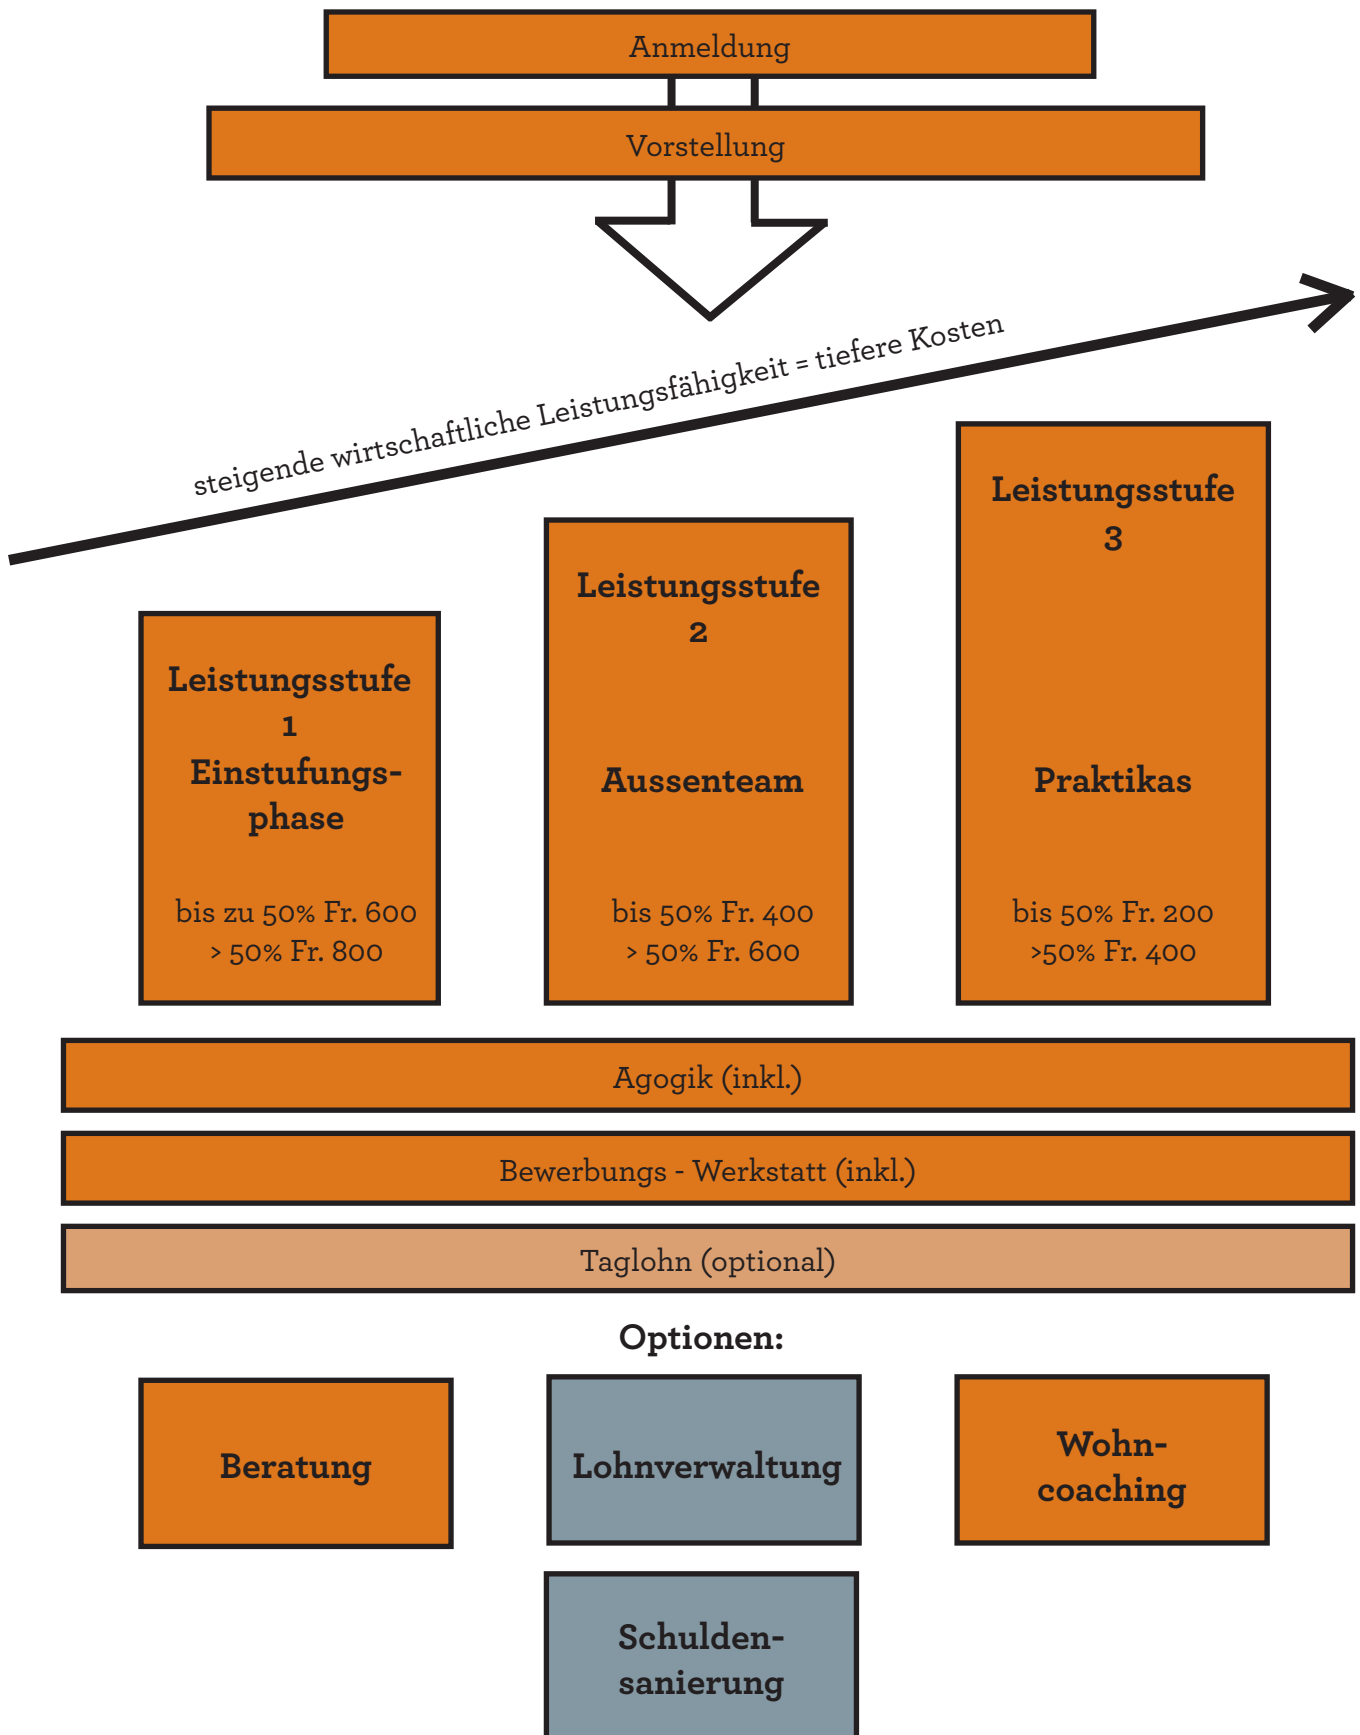 Anmeldung
Vorstellung
steigende wirtschaftliche Leistungsfähigkeit = tiefere Kosten
Leistungsstufe
1
Einstufungs-
phase
bis zu 50% Fr. 600
> 50% Fr. 800
Leistungsstufe
2
Aussenteam
bis 50% Fr. 400
> 50% Fr. 600
Leistungsstufe
3
Praktikas
bis 50% Fr. 200
>50% Fr. 400
Agogik (inkl.)
Bewerbungs - Werkstatt (inkl.)
Taglohn (optional)
Optionen:
Beratung
Lohnverwaltung
Wohn-
coaching
Schulden-
sanierung